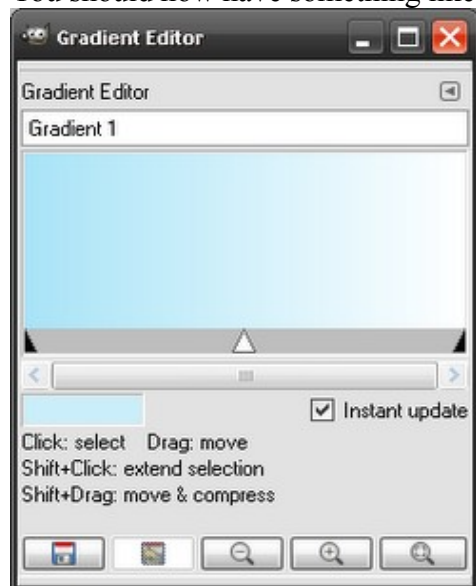 You should now have something like
Gradient Editor
Gradient Editor
Gradient 1
Instant update
Click: select Drag: move
Shift+Click: extend selection
Shift+Drag: move & compress